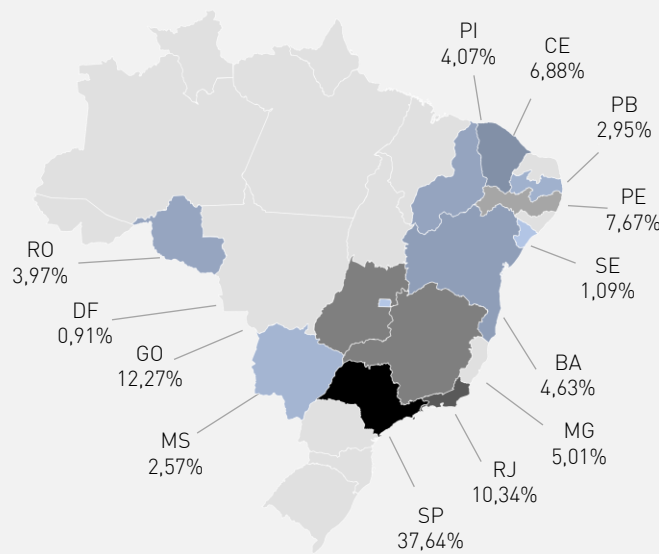 PI
4,07%
CE
6,88%
PB
2,95%
PE
7,67%
SE
1,09%
RO
3,97%
DF
0,91%
GO
12,27%
BA
4,63%
MS
2,57%
MG
5,01%
RJ
10,34%
SP
37,64%